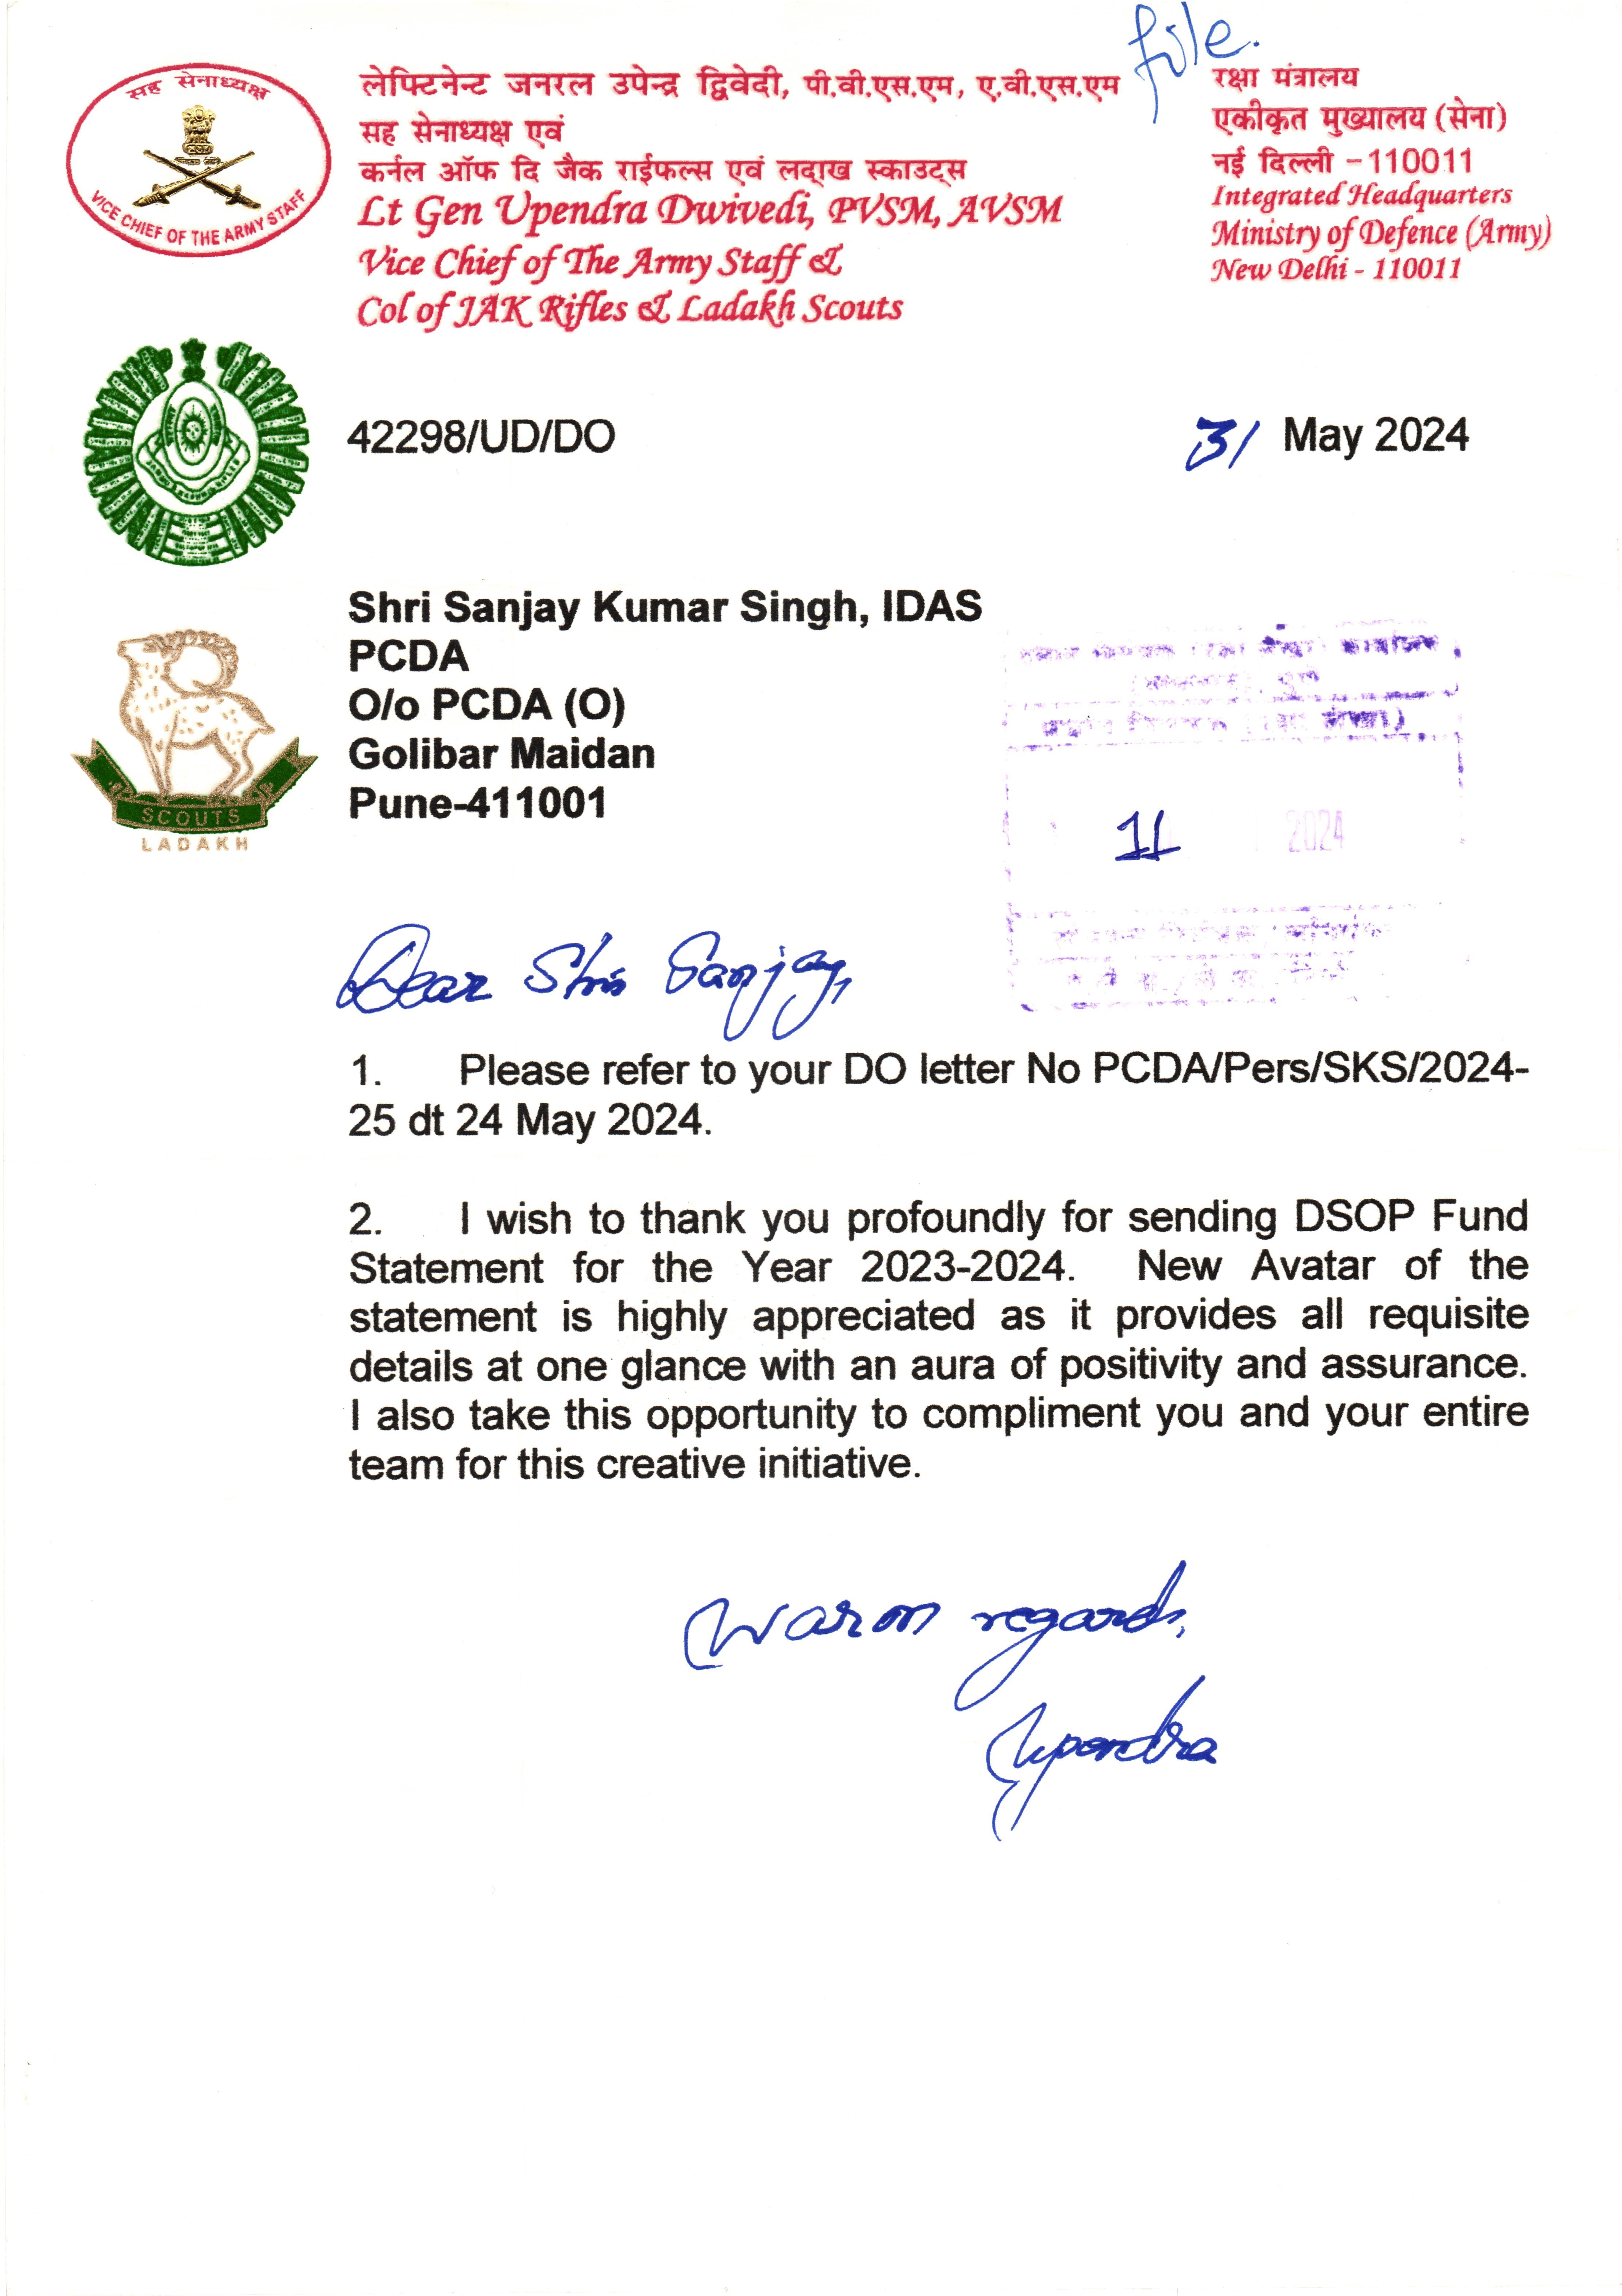 file.
सह सेनाध्यक्ष
VICE CHIEF OF THE ARMY STAFF
लेफ्टिनेन्ट जनरल उपेन्द्र द्विवेदी, पी.वी.एस.एम, ए.वी.एस.एम
सह सेनाध्यक्ष एवं
कर्नल ऑफ दि जैक राईफल्स एवं लद्दाख स्काउट्स
Lt Gen Upendra Dwivedi, PVSM, AVSM
Vice Chief of The Army Staff &
Col of JAK Rifles & Ladakh Scouts
रक्षा मंत्रालय
एकीकृत मुख्यालय (सेना)
नई दिल्ली -110011
Integrated Headquarters
Ministry of Defence (Army)
New Delhi - 110011
42298/UD/DO
31 May 2024
Shri Sanjay Kumar Singh, IDAS
PCDA
O/o PCDA (O)
Golibar Maidan
Pune-411001
SCOUTS
LADAKH
11 2024
Dear Shri Sanjay,
1. Please refer to your DO letter No PCDA/Pers/SKS/2024-
25 dt 24 May 2024.
2. I wish to thank you profoundly for sending DSOP Fund
Statement for the Year 2023-2024. New Avatar of the
statement is highly appreciated as it provides all requisite
details at one glance with an aura of positivity and assurance.
I also take this opportunity to compliment you and your entire
team for this creative initiative.
Warm regards,
Upendra